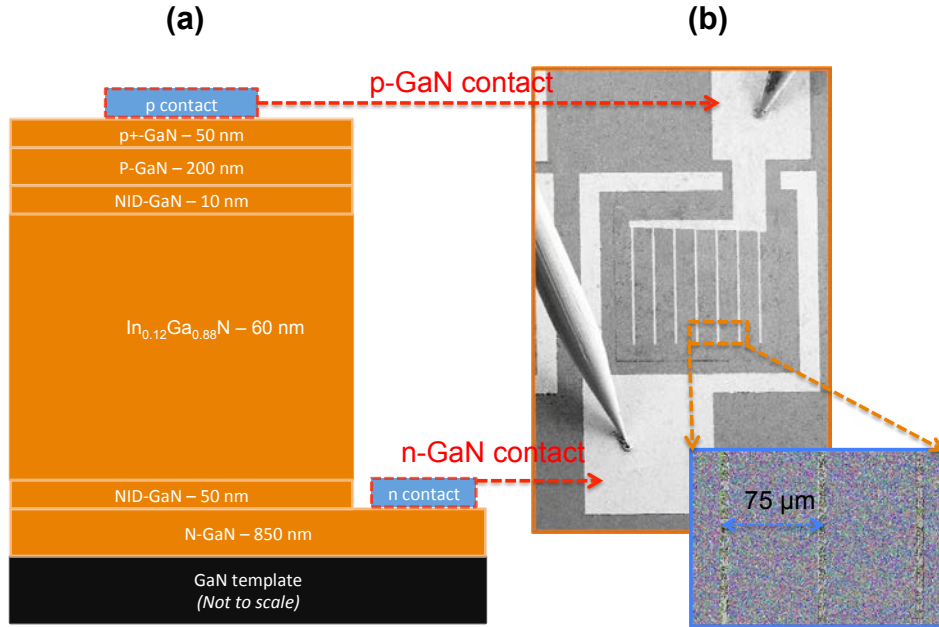 (a)
(b)
p-GaN contact
p contact
p+-GaN – 50 nm
P-GaN – 200 nm
NID-GaN – 10 nm
In0.12Ga0.88N – 60 nm
n-GaN contact
NID-GaN – 50 nm
n contact
75 µm
N-GaN – 850 nm
GaN template
(Not to scale)